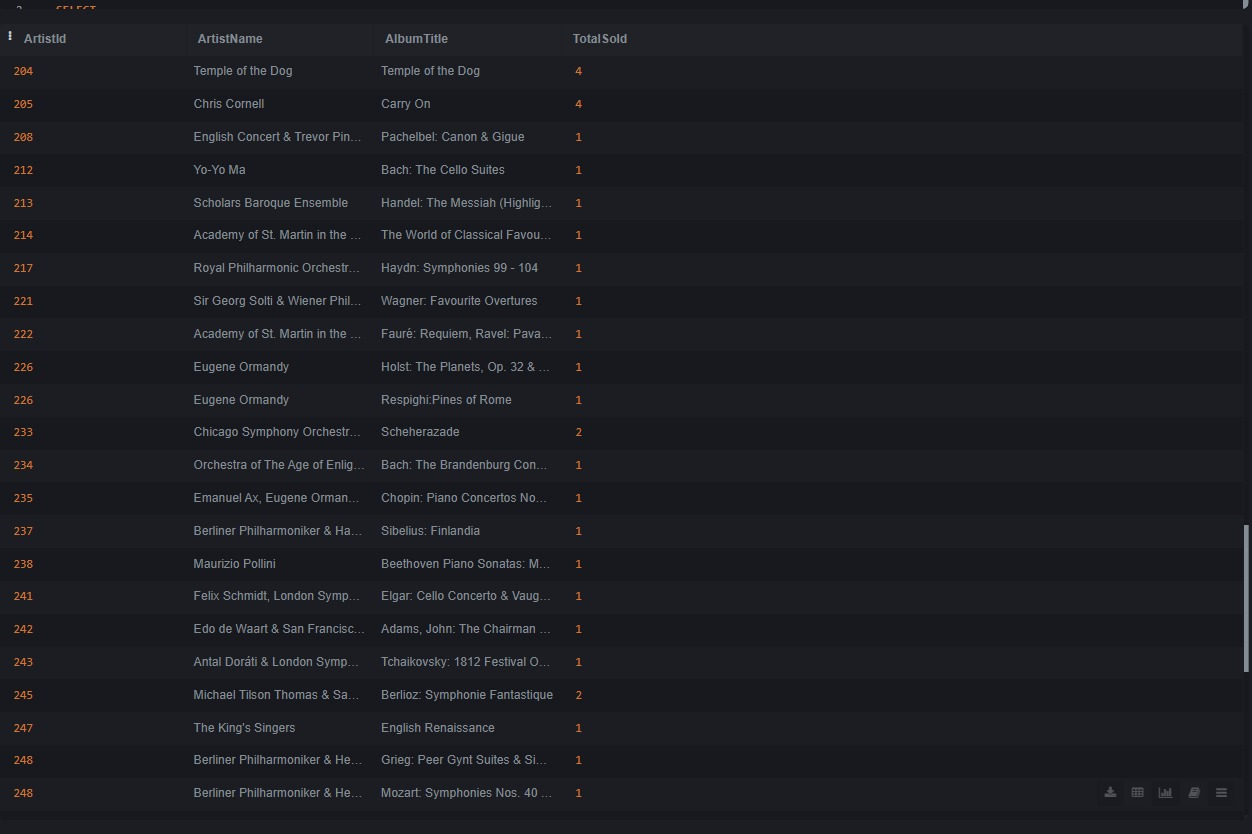 2 SELECT
ArtistId ArtistName AlbumTitle TotalSold
204 Temple of the Dog Temple of the Dog 4
205 Chris Cornell Carry On 4
208 English Concert & Trevor Pin... Pachelbel: Canon & Gigue 1
212 Yo-Yo Ma Bach: The Cello Suites 1
213 Scholars Baroque Ensemble Handel: The Messiah (Highlig... 1
214 Academy of St. Martin in the ... The World of Classical Favou... 1
217 Royal Philharmonic Orchestr... Haydn: Symphonies 99 - 104 1
221 Sir Georg Solti & Wiener Phil... Wagner: Favourite Overtures 1
222 Academy of St. Martin in the ... Fauré: Requiem, Ravel: Pava... 1
226 Eugene Ormandy Holst: The Planets, Op. 32 & ... 1
226 Eugene Ormandy Respighi:Pines of Rome 1
233 Chicago Symphony Orchestr... Scheherazade 2
234 Orchestra of The Age of Enlig... Bach: The Brandenburg Con... 1
235 Emanuel Ax, Eugene Orman... Chopin: Piano Concertos No... 1
237 Berliner Philharmoniker & Ha... Sibelius: Finlandia 1
238 Maurizio Pollini Beethoven Piano Sonatas: M... 1
241 Felix Schmidt, London Symp... Elgar: Cello Concerto & Vaug... 1
242 Edo de Waart & San Francisc... Adams, John: The Chairman ... 1
243 Antal Doráti & London Symp... Tchaikovsky: 1812 Festival O... 1
245 Michael Tilson Thomas & Sa... Berlioz: Symphonie Fantastique 2
247 The King's Singers English Renaissance 1
248 Berliner Philharmoniker & He... Grieg: Peer Gynt Suites & Si... 1
248 Berliner Philharmoniker & He... Mozart: Symphonies Nos. 40 ... 1